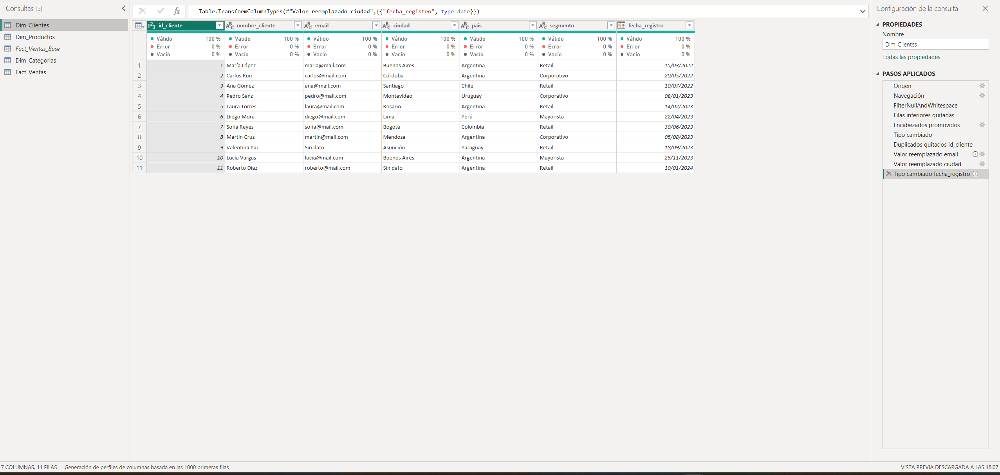 Consultas [5]
Dim_Clientes
Dim_Productos
Fact_Ventas_Base
Dim_Categorias
Fact_Ventas
fx
= Table.TransformColumnTypes(#"Valor reemplazado ciudad",{{"fecha_registro", type date}})
1²3 id_cliente ABC nombre_cliente ABC email ABC ciudad ABC pais ABC segmento fecha_registro
Válido 100 % Válido 100 % Válido 100 % Válido 100 % Válido 100 % Válido 100 % Válido 100 %
Error 0 % Error 0 % Error 0 % Error 0 % Error 0 % Error 0 % Error 0 %
Vacío 0 % Vacío 0 % Vacío 0 % Vacío 0 % Vacío 0 % Vacío 0 % Vacío 0 %
1 1 María López maria@mail.com Buenos Aires Argentina Retail 15/03/2022
2 2 Carlos Ruiz carlos@mail.com Córdoba Argentina Corporativo 20/05/2022
3 3 Ana Gómez ana@mail.com Santiago Chile Retail 10/07/2022
4 4 Pedro Sanz pedro@mail.com Montevideo Uruguay Corporativo 08/01/2023
5 5 Laura Torres laura@mail.com Rosario Argentina Retail 14/02/2023
6 6 Diego Mora diego@mail.com Lima Perú Mayorista 22/04/2023
7 7 Sofía Reyes sofia@mail.com Bogotá Colombia Retail 30/06/2023
8 8 Martín Cruz martin@mail.com Mendoza Argentina Corporativo 05/08/2023
9 9 Valentina Paz Sin dato Asunción Paraguay Retail 18/09/2023
10 10 Lucía Vargas lucia@mail.com Buenos Aires Argentina Mayorista 25/11/2023
11 11 Roberto Díaz roberto@mail.com Sin dato Argentina Retail 10/01/2024
Configuración de la consulta
PROPIEDADES
Nombre
Dim_Clientes
Todas las propiedades
PASOS APLICADOS
Origen
Navegación
FilterNullAndWhitespace
Filas inferiores quitadas
Encabezados promovidos
Tipo cambiado
Duplicados quitados id_cliente
Valor reemplazado email
Valor reemplazado ciudad
Tipo cambiado fecha_registro
7 COLUMNAS, 11 FILAS Generación de perfiles de columnas basada en las 1000 primeras filas
VISTA PREVIA DESCARGADA A LAS 18:07